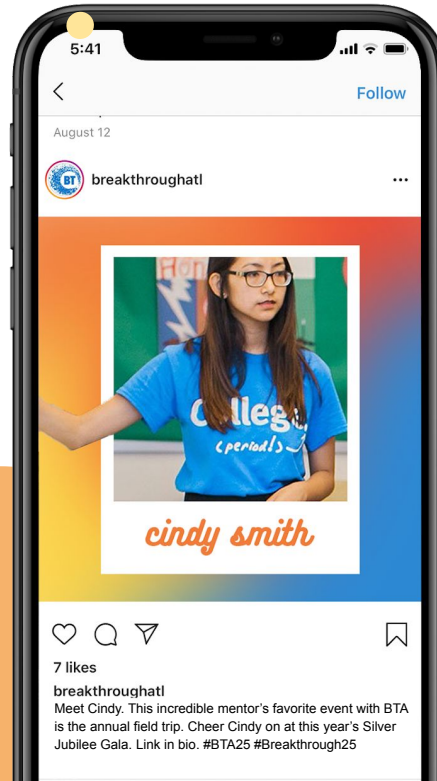 5:41
Follow
August 12
BT
breakthroughatl
College
(period).
cindy smith
7 likes
breakthroughatl
Meet Cindy. This incredible mentor’s favorite event with BTA
is the annual field trip. Cheer Cindy on at this year’s Silver
Jubilee Gala. Link in bio. #BTA25 #Breakthrough25